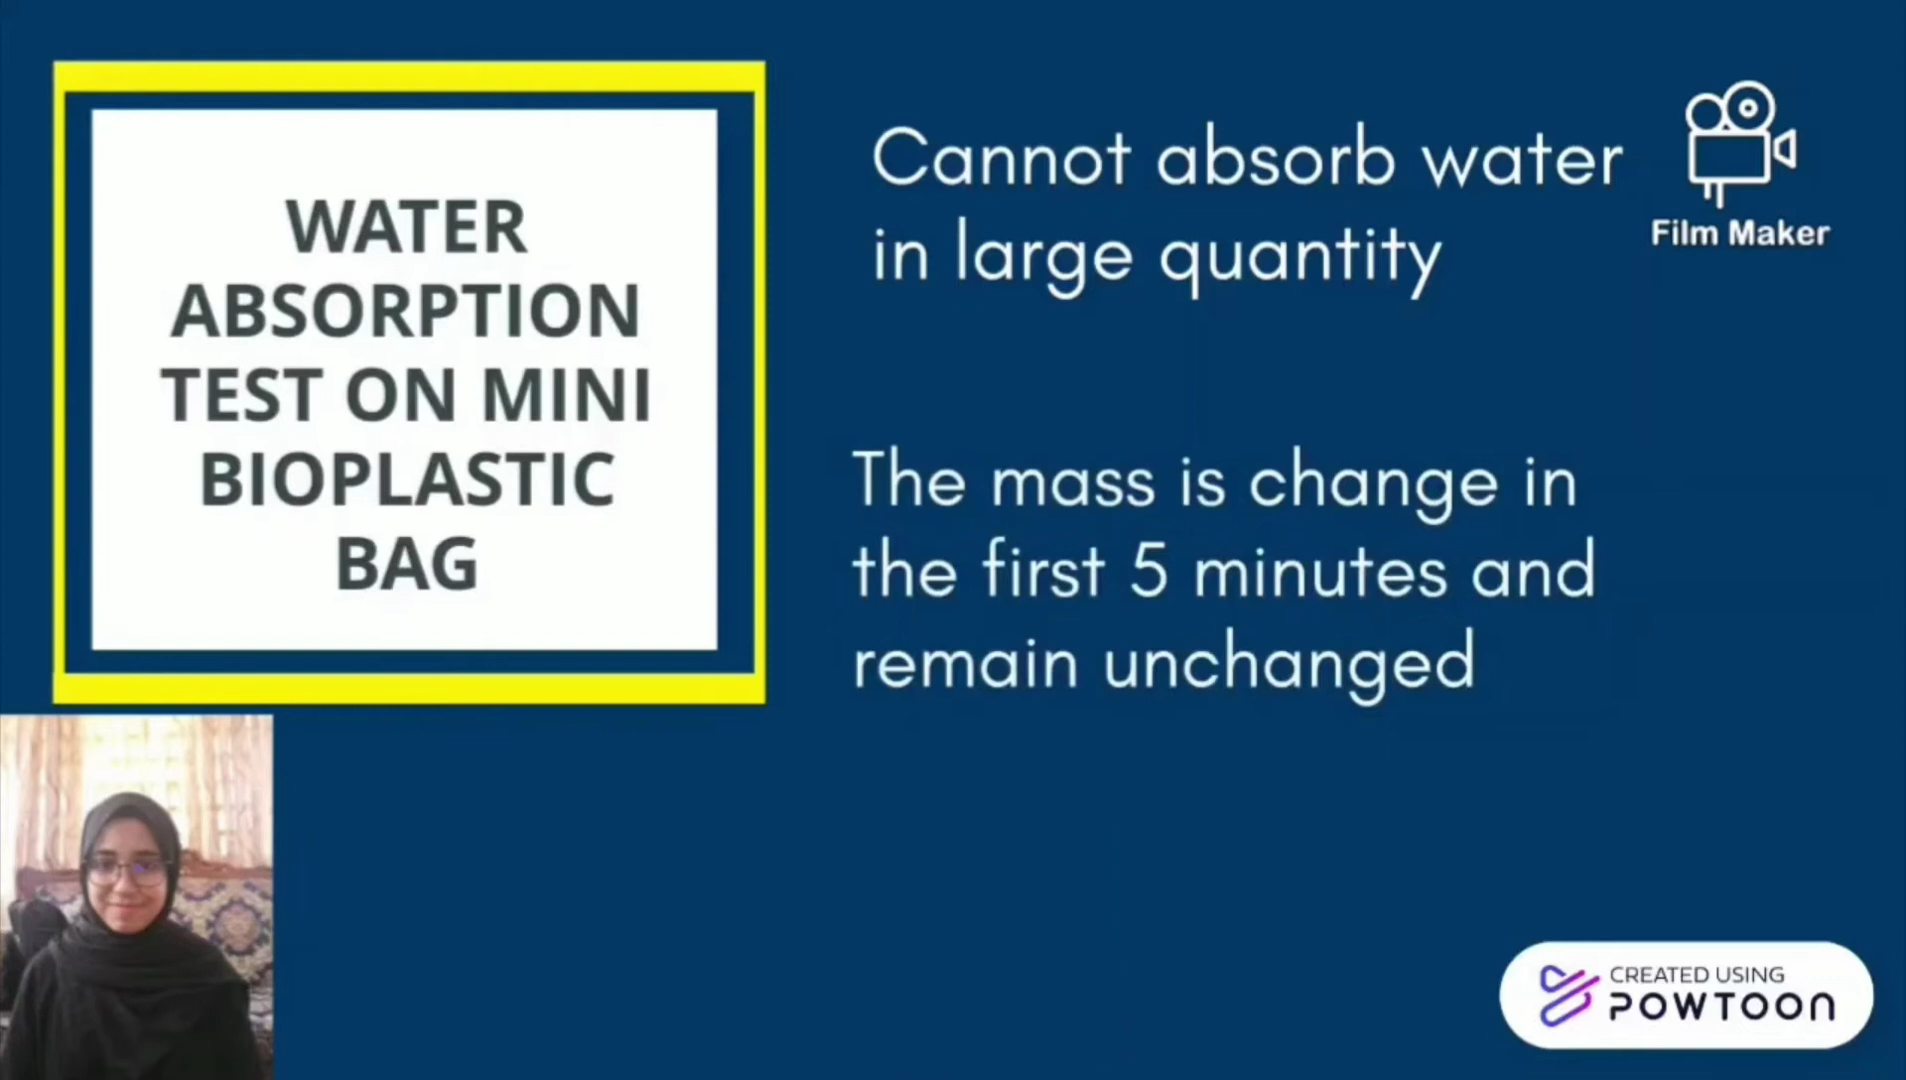 WATER
ABSORPTION
TEST ON MINI
BIOPLASTIC
BAG
Cannot absorb water
in large quantity
Film Maker
The mass is change in
the first 5 minutes and
remain unchanged
CREATED USING
POWTOON